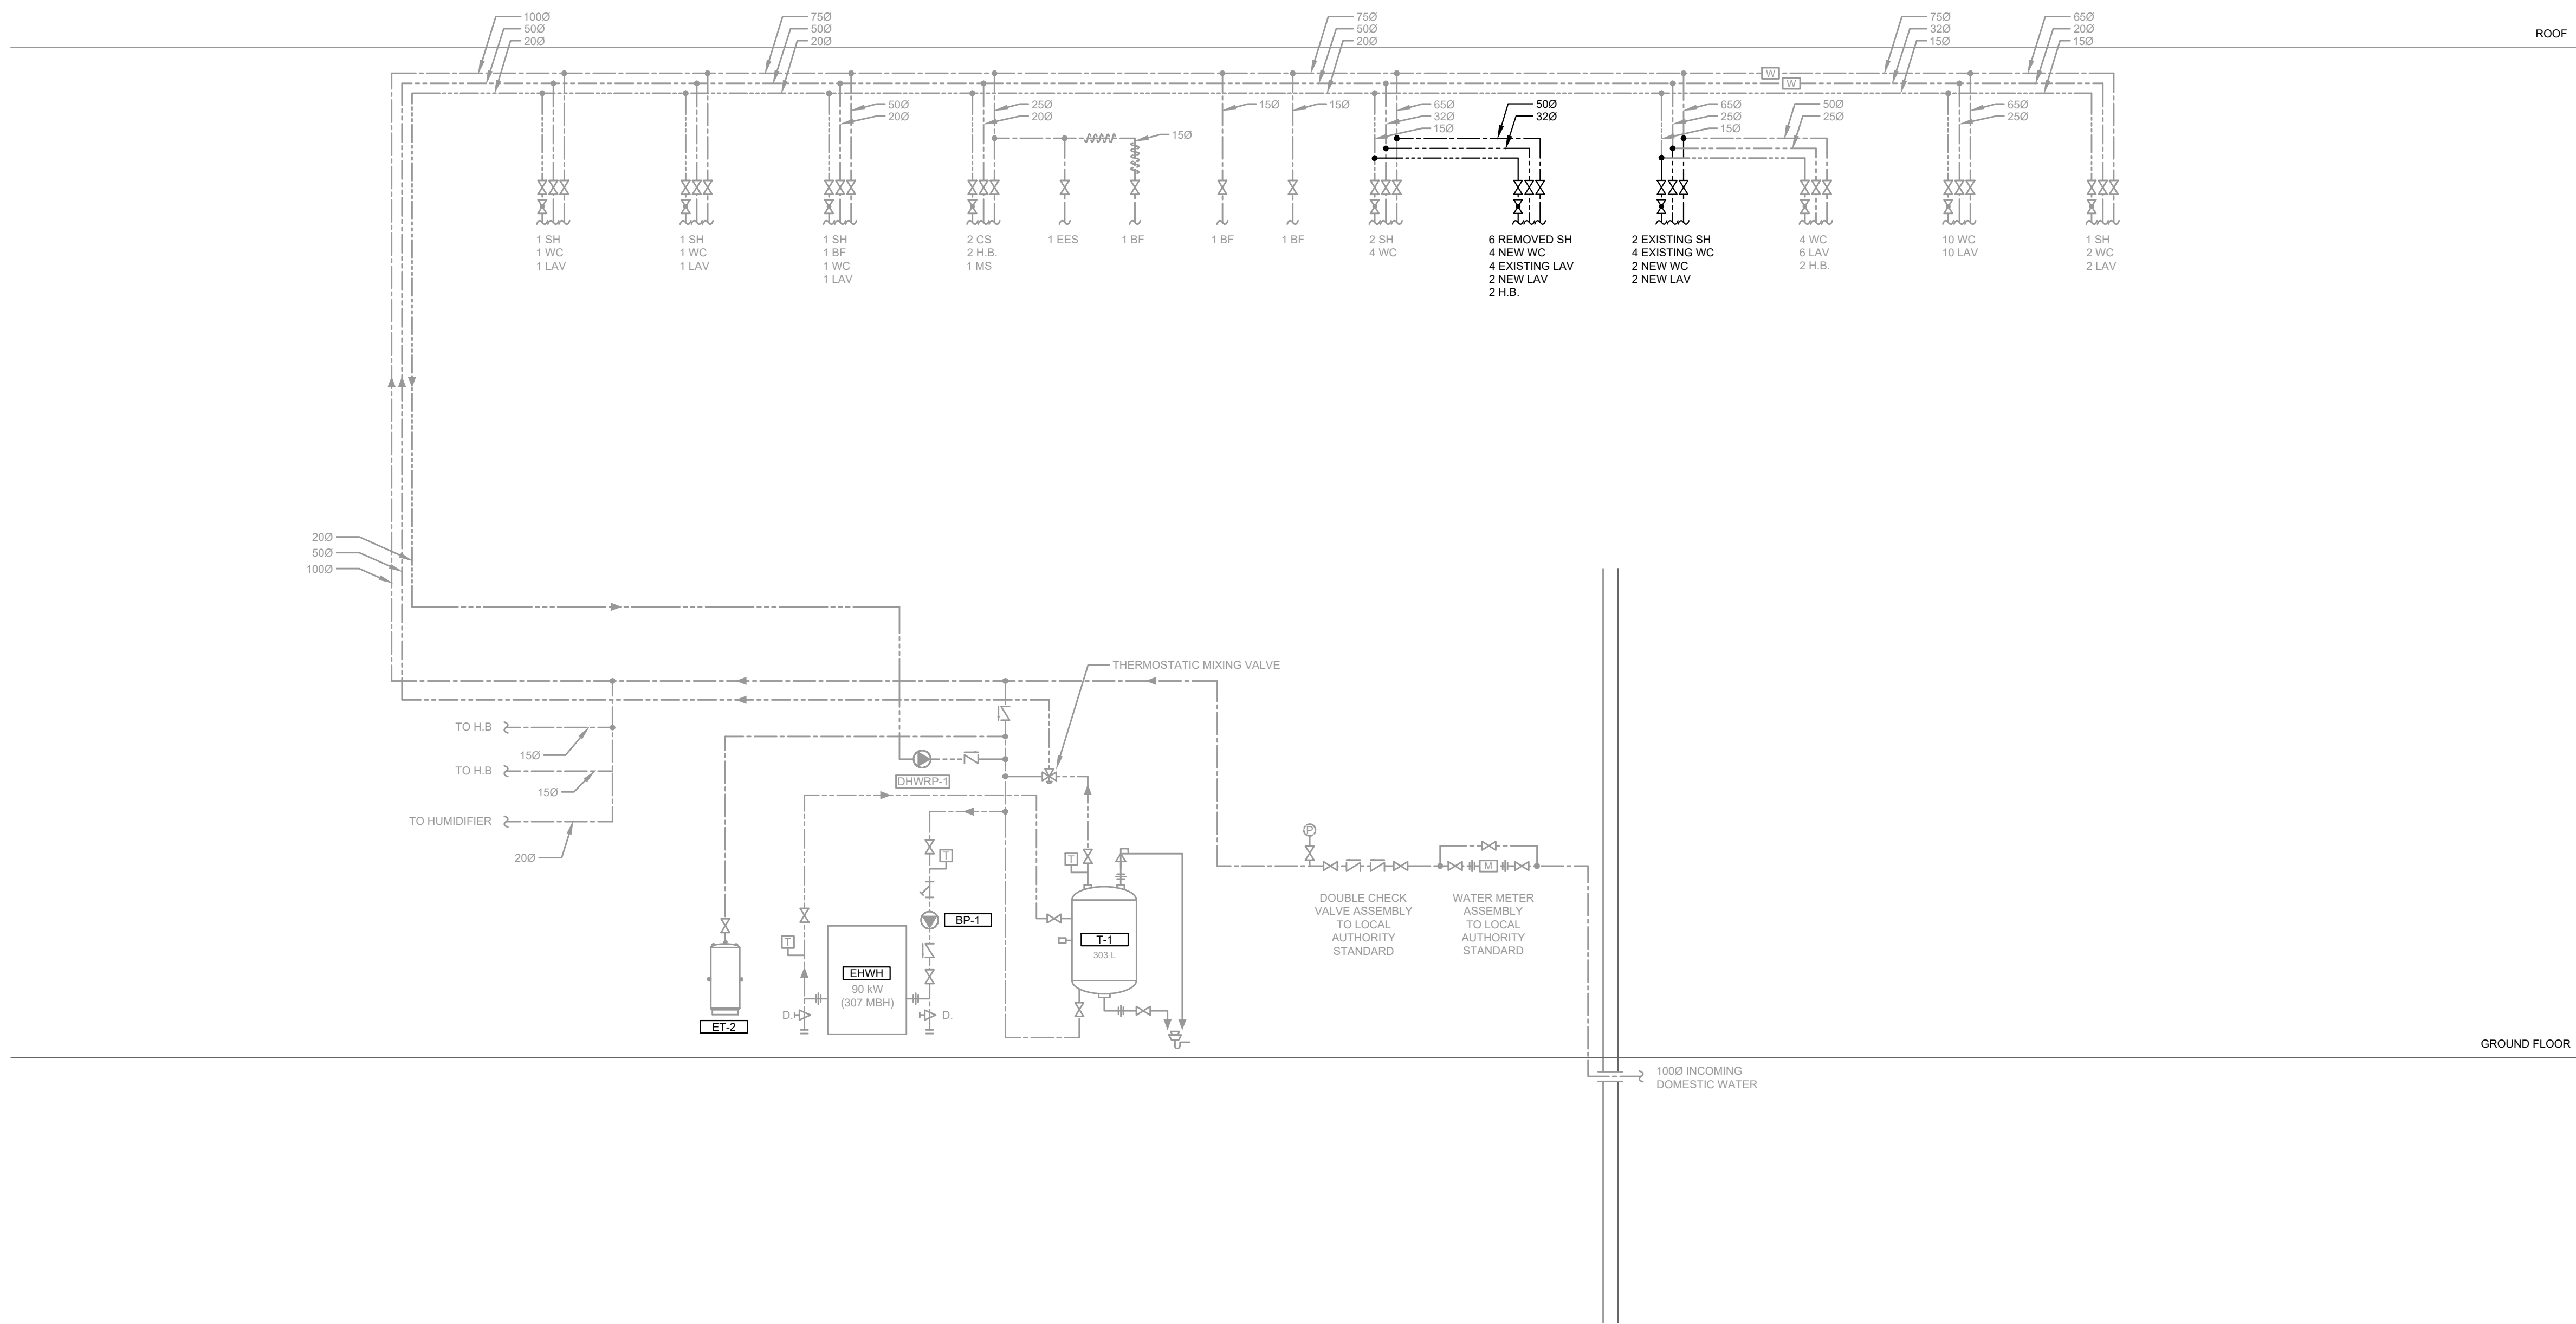 100Ø
50Ø
20Ø
75Ø
50Ø
20Ø
75Ø
50Ø
20Ø
75Ø
32Ø
15Ø
65Ø
20Ø
15Ø
ROOF
W
W
50Ø
20Ø
25Ø
20Ø
15Ø
15Ø
15Ø
65Ø
32Ø
15Ø
50Ø
32Ø
65Ø
25Ø
15Ø
50Ø
25Ø
65Ø
25Ø
1 SH
1 WC
1 LAV
1 SH
1 WC
1 LAV
1 SH
1 BF
1 WC
1 LAV
2 CS
2 H.B.
1 MS
1 EES
1 BF
1 BF
1 BF
2 SH
4 WC
6 REMOVED SH
4 NEW WC
4 EXISTING LAV
2 NEW LAV
2 H.B.
2 EXISTING SH
4 EXISTING WC
2 NEW WC
2 NEW LAV
4 WC
6 LAV
2 H.B.
10 WC
10 LAV
1 SH
2 WC
2 LAV
20Ø
50Ø
100Ø
THERMOSTATIC MIXING VALVE
TO H.B
15Ø
TO H.B
15Ø
TO HUMIDIFIER
20Ø
DHWRP-1
P
M
T
T
T
BP-1
DOUBLE CHECK
VALVE ASSEMBLY
TO LOCAL
AUTHORITY
STANDARD
WATER METER
ASSEMBLY
TO LOCAL
AUTHORITY
STANDARD
T-1
303 L
EHWH
90 kW
(307 MBH)
D.
D.
ET-2
GROUND FLOOR
100Ø INCOMING
DOMESTIC WATER